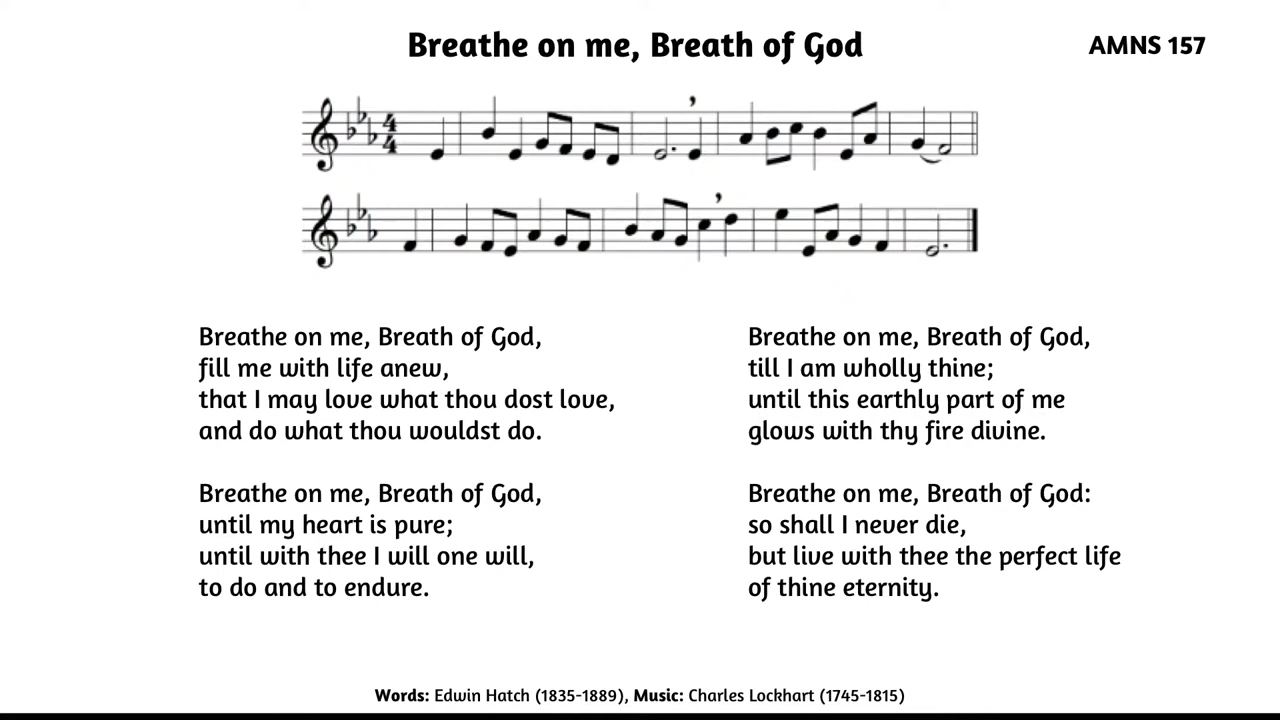 Breathe on me, Breath of God
AMNS 157
4
4
Breathe on me, Breath of God,
fill me with life anew,
that I may love what thou dost love,
and do what thou wouldst do.
Breathe on me, Breath of God,
until my heart is pure;
until with thee I will one will,
to do and to endure.
Breathe on me, Breath of God,
till I am wholly thine;
until this earthly part of me
glows with thy fire divine.
Breathe on me, Breath of God:
so shall I never die,
but live with thee the perfect life
of thine eternity.
Words: Edwin Hatch (1835-1889), Music: Charles Lockhart (1745-1815)